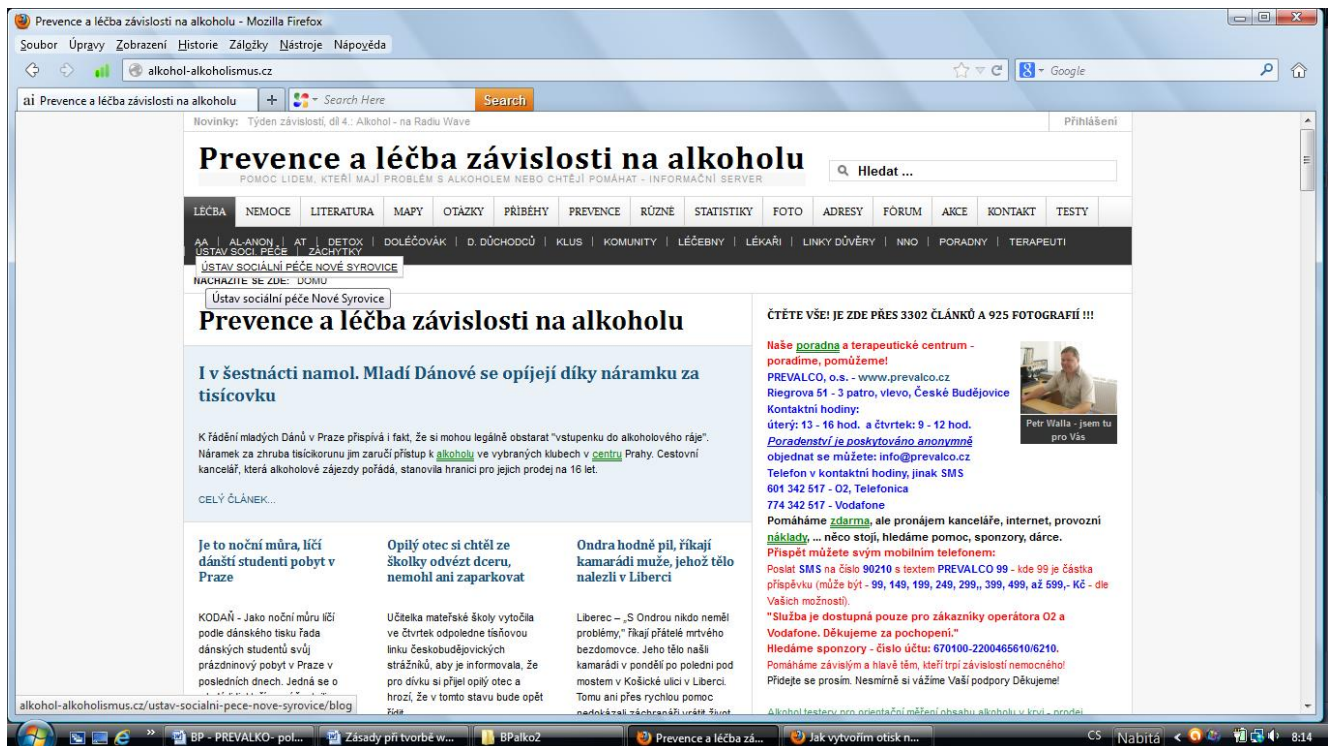 Prevence a léčba závislosti na alkoholu - Mozilla Firefox
Soubor Úpravy Zobrazení Historie Záložky Nástroje Nápověda
alkohol-alkoholismus.cz
Google
ai Prevence a léčba závislosti na alkoholu
+
Search Here
Search
Novinky: Týden závislostí, díl 4.: Alkohol - na Radiu Wave
Přihlášení
Prevence a léčba závislosti na alkoholu
POMOC LIDEM, KTEŘÍ MAJÍ PROBLÉM S ALKOHOLEM NEBO CHTĚJÍ POMÁHAT - INFORMAČNÍ SERVER
Hledat ...
LÉČBA NEMOCE LITERATURA MAPY OTÁZKY PŘÍBĚHY PREVENCE RŮZNÉ STATISTIKY FOTO ADRESY FÓRUM AKCE KONTAKT TESTY
AA | AL-ANON | AT | DETOX | DOLÉČOVÁK | D. DŮCHODCŮ | KLUS | KOMUNITY | LÉČEBNY | LÉKAŘI | LINKY DŮVĚRY | NNO | PORADNY | TERAPEUTI
ÚSTAV SOCI. PÉČE | ZÁCHYTKY
ÚSTAV SOCIÁLNÍ PÉČE NOVÉ SYROVICE
NACHÁZÍTE SE ZDE: DOMŮ
Ústav sociální péče Nové Syrovice
Prevence a léčba závislosti na alkoholu
I v šestnácti namol. Mladí Dánové se opíjejí díky náramku za
tisícovku
K řádění mladých Dánů v Praze přispívá i fakt, že si mohou legálně obstarat "vstupenku do alkoholového ráje".
Náramek za zhruba tisícikorunu jim zaručí přístup k alkoholu ve vybraných klubech v centru Prahy. Cestovní
kancelář, která alkoholové zájezdy pořádá, stanovila hranici pro jejich prodej na 16 let.
CELÝ ČLÁNEK...
Je to noční můra, líčí
dánští studenti pobyt v
Praze
KODAŇ - Jako noční můru líčí
podle dánského tisku řada
dánských studentů svůj
prázdninový pobyt v Praze v
posledních dnech. Jedná se o
Opilý otec si chtěl ze
školky odvézt dceru,
nemohl ani zaparkovat
Učitelka mateřské školy vytočila
ve čtvrtek odpoledne tísňovou
linku českobudějovických
strážníků, aby je informovala, že
pro dívku si přijel opilý otec a
hrozí, že v tomto stavu bude opět
řídit
Ondra hodně pil, říkají
kamarádi muže, jehož tělo
nalezli v Liberci
Liberec – „S Ondrou nikdo neměl
problémy," říkají přátelé mrtvého
bezdomovce. Jeho tělo našli
kamarádi v pondělí po poledni pod
mostem v Košické ulici v Liberci.
Tomu ani přes rychlou pomoc
nedokázali záchranáři vrátit život
ČTĚTE VŠE! JE ZDE PŘES 3302 ČLÁNKŮ A 925 FOTOGRAFIÍ !!!
Naše poradna a terapeutické centrum -
poradíme, pomůžeme!
PREVALCO, o.s. - www.prevalco.cz
Riegrova 51 - 3 patro, vlevo, České Budějovice
Kontaktní hodiny:
úterý: 13 - 16 hod. a čtvrtek: 9 - 12 hod.
Poradenství je poskytováno anonymně
objednat se můžete: info@prevalco.cz
Telefon v kontaktní hodiny, jinak SMS
601 342 517 - O2, Telefonica
774 342 517 - Vodafone
Petr Walla - jsem tu
pro Vás
Pomáháme zdarma, ale pronájem kanceláře, internet, provozní
náklady, ... něco stojí, hledáme pomoc, sponzory, dárce.
Přispět můžete svým mobilním telefonem:
Poslat SMS na číslo 90210 s textem PREVALCO 99 - kde 99 je částka
příspěvku (může být - 99, 149, 199, 249, 299,, 399, 499, až 599,- Kč - dle
Vašich možností).
"Služba je dostupná pouze pro zákazníky operátora O2 a
Vodafone. Děkujeme za pochopení."
Hledáme sponzory - číslo účtu: 670100-2200465610/6210.
Pomáháme závislým a hlavě těm, kteří trpí závislostí nemocného!
Přidejte se prosím. Nesmírně si vážíme Vaší podpory Děkujeme!
Alkohol testery pro orientační měření obsahu alkoholu v krvi - prodej
alkohol-alkoholismus.cz/ustav-socialni-pece-nove-syrovice/blog
BP - PREVALKO- pol...
Zásady při tvorbě w...
BPalko2
Prevence a léčba zá...
Jak vytvořím otisk n...
CS
Nabitá
8:14